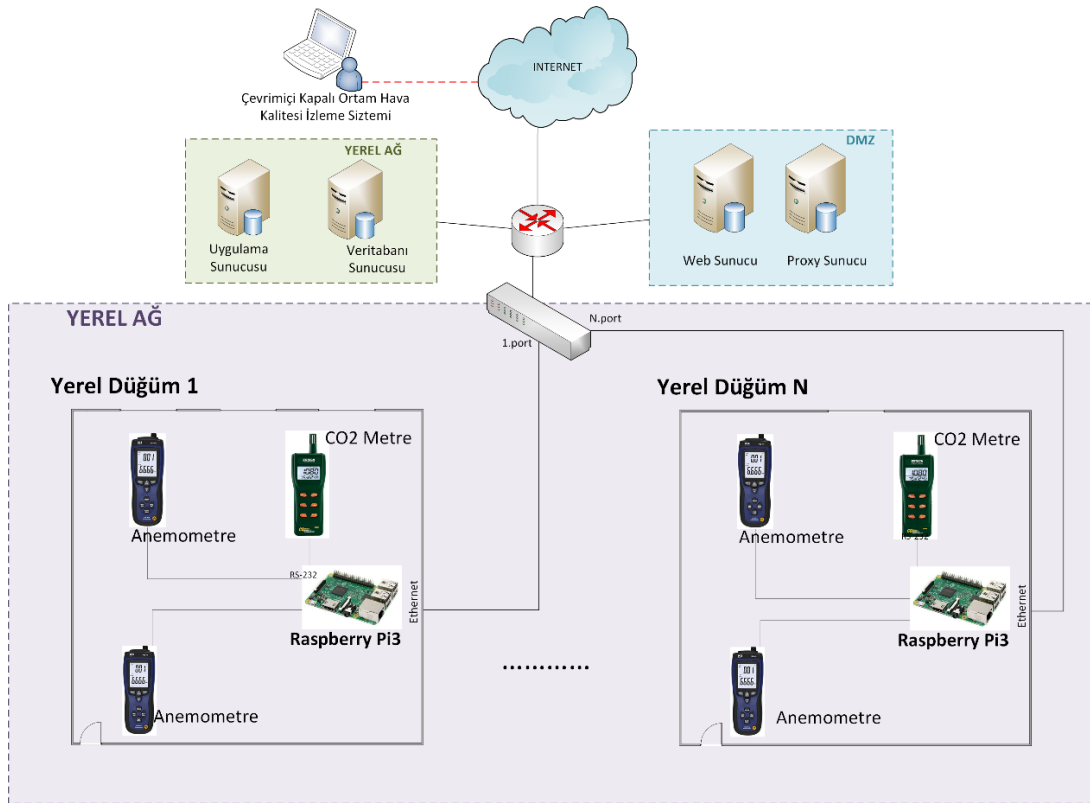 INTERNET
Çevrimiçi Kapalı Ortam Hava
Kalitesi İzleme Siztemi
YEREL AĞ
Uygulama
Sunucusu
Veritabanı
Sunucusu
DMZ
Web Sunucu
Proxy Sunucu
YEREL AĞ
N.port
1.port
Yerel Düğüm 1
CO2 Metre
Anemometre
RS-232
Ethernet
Raspberry Pi3
Anemometre
............
Yerel Düğüm N
CO2 Metre
Anemometre
RS-232
Ethernet
Raspberry Pi3
Anemometre